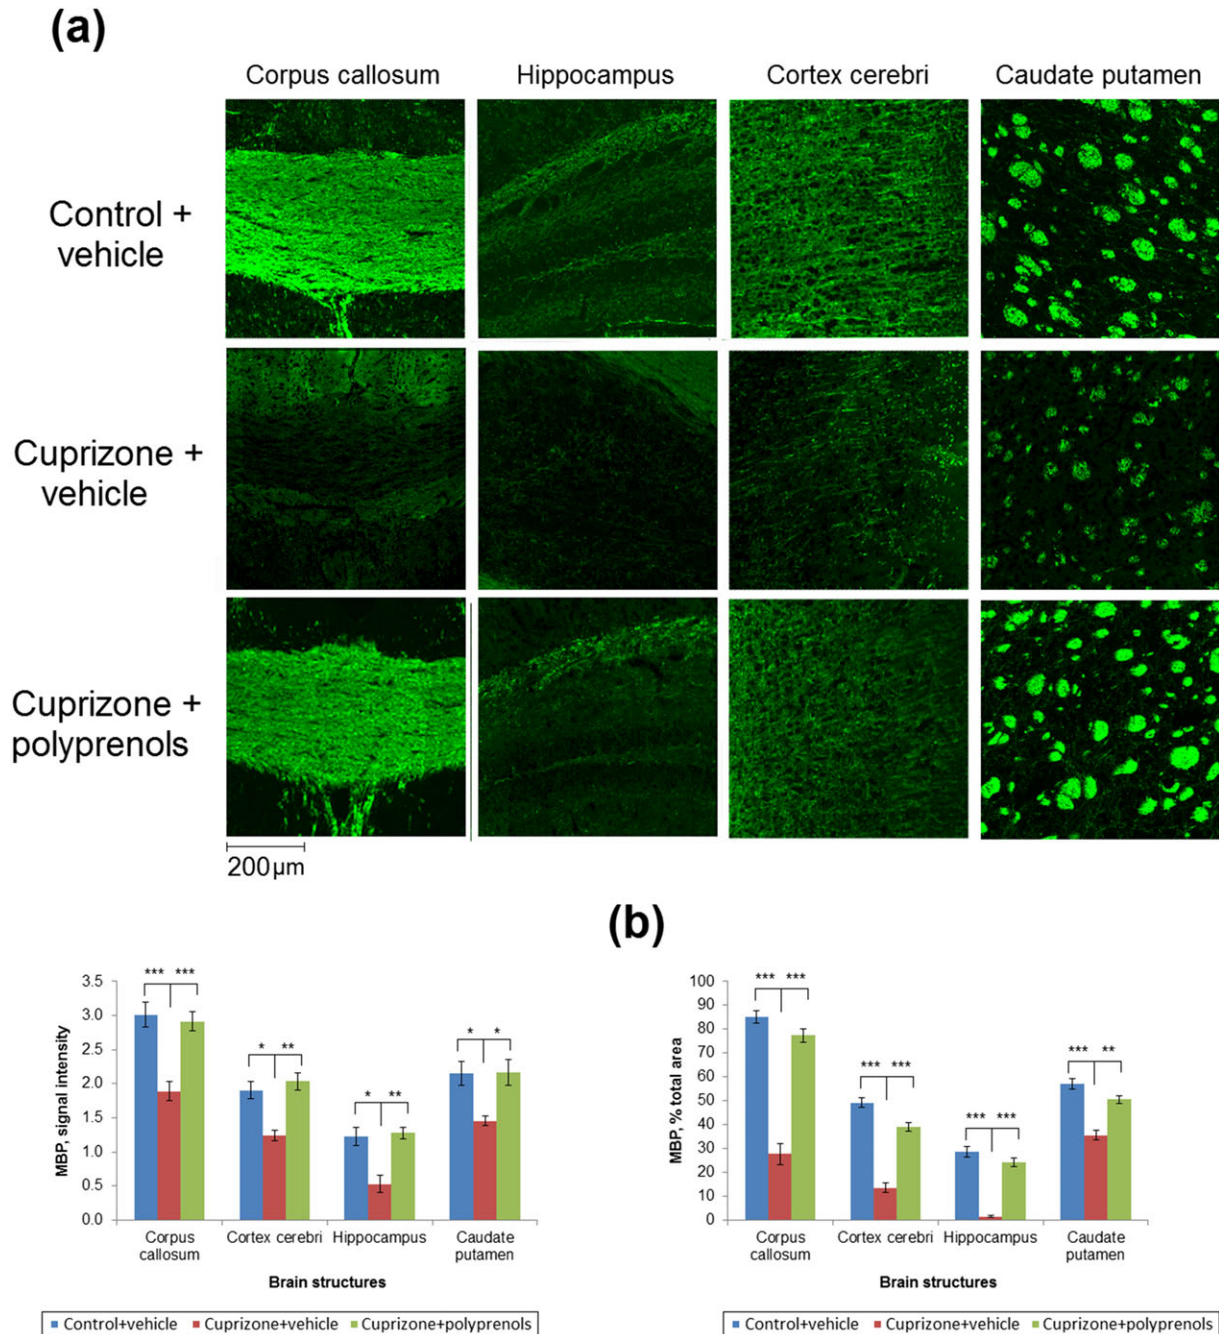 (a)
Corpus callosum Hippocampus Cortex cerebri Caudate putamen
Control +
vehicle
Cuprizone +
vehicle
Cuprizone +
polyprenols
200 µm
(b)
MBP, signal intensity
3.5
3.0
2.5
2.0
1.5
1.0
0.5
0.0
*** ***
* **
* **
* *
Corpus
callosum
Cortex cerebri
Hippocampus
Caudate
putamen
Brain structures
Control+vehicle Cuprizone+vehicle Cuprizone+polyprenols
MBP, % total area
100
90
80
70
60
50
40
30
20
10
0
*** ***
*** ***
*** ***
*** **
Corpus
callosum
Cortex cerebri
Hippocampus
Caudate
putamen
Brain structures
Control+vehicle Cuprizone+vehicle Cuprizone+polyprenols